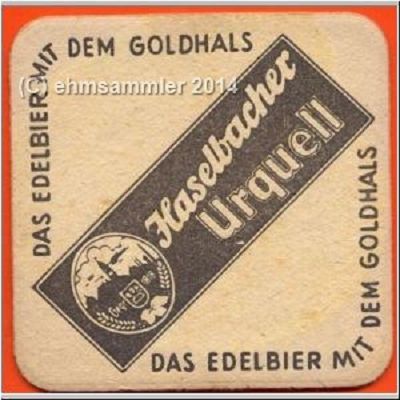 DAS EDELBIER MIT DEM GOLDHALS
(C) ehmsammler 2014
Haselbacher
Urquell
DAS EDELBIER MIT DEM GOLDHALS